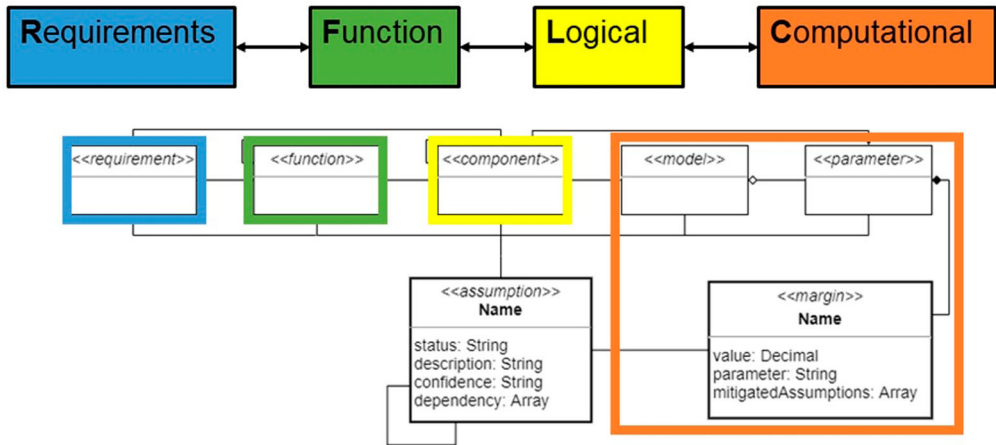 Requirements
Function
Logical
Computational
<<requirement>>
<<function>>
<<component>>
<<model>>
<<parameter>>
<<assumption>>
Name
status: String
description: String
confidence: String
dependency: Array
<<margin>>
Name
value: Decimal
parameter: String
mitigatedAssumptions: Array